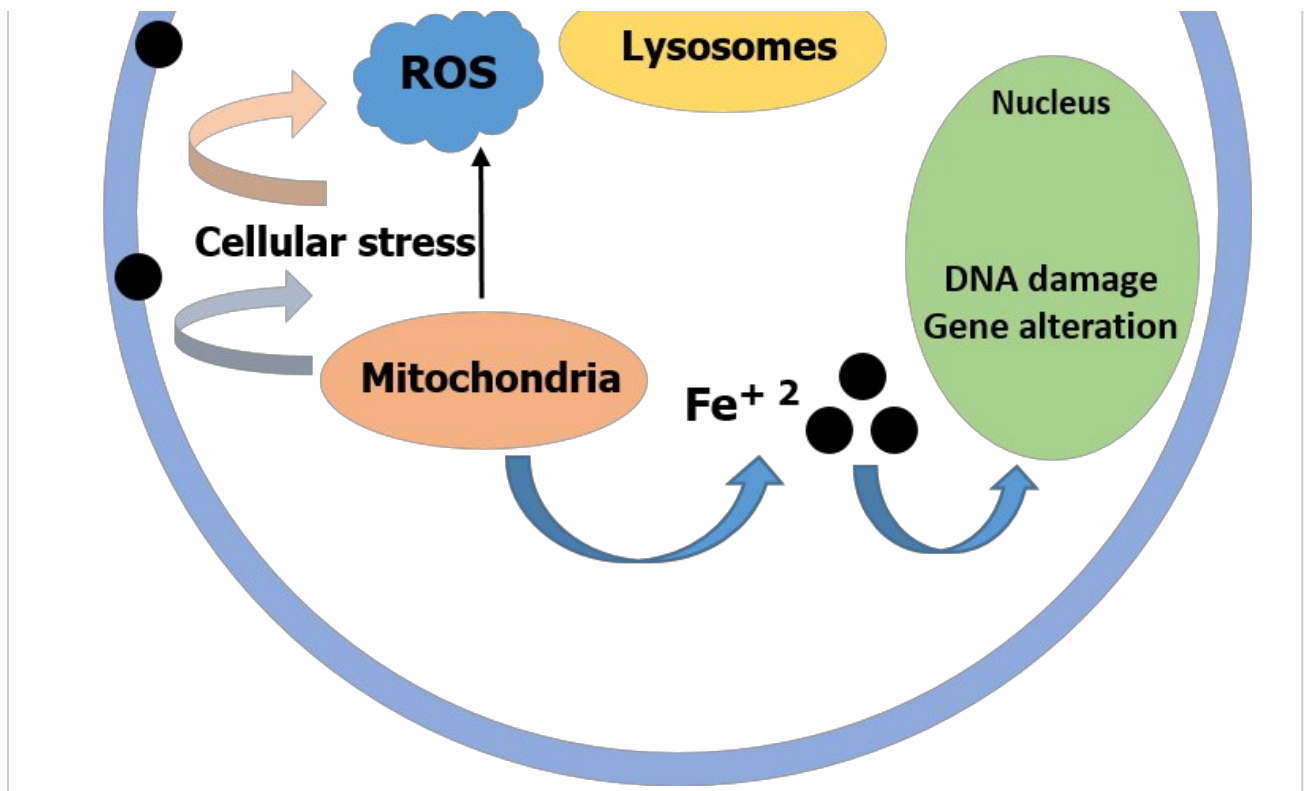 Lysosomes
ROS
Nucleus
Cellular stress
DNA damage
Gene alteration
Mitochondria
Fe+ 2